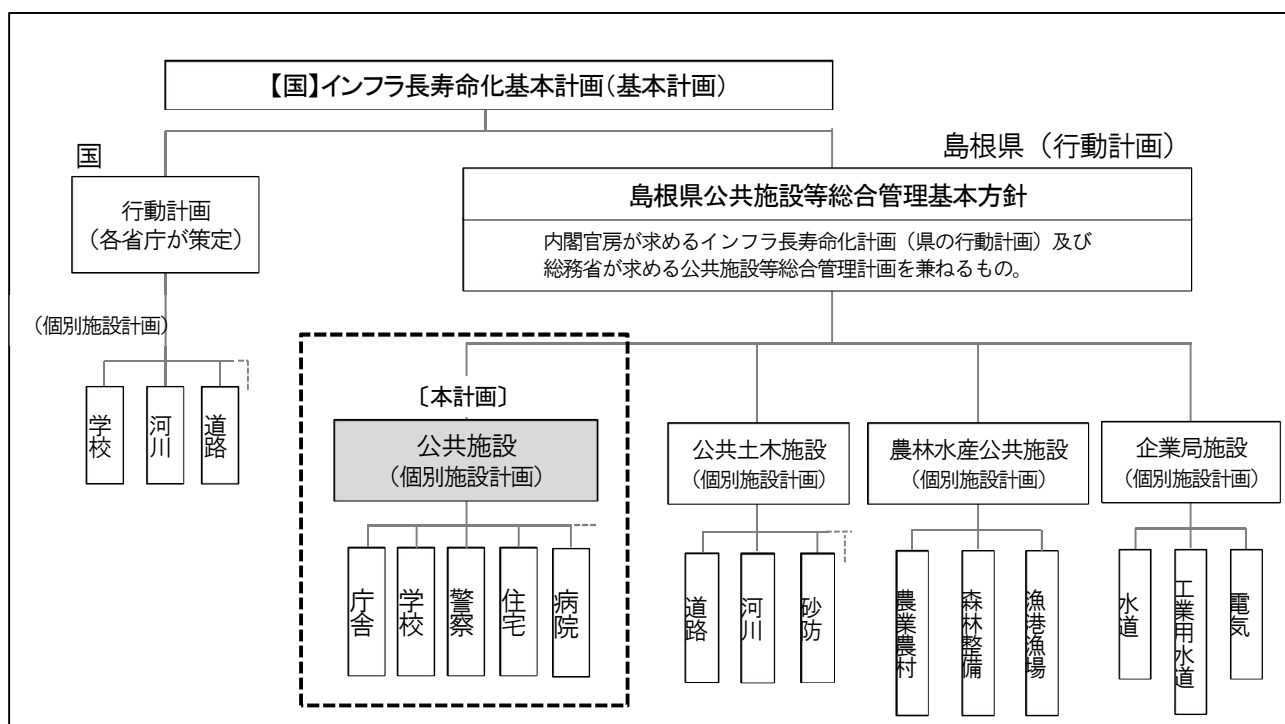 【国】インフラ長寿命化基本計画(基本計画)
国
島根県(行動計画)
行動計画
(各省庁が策定)
島根県公共施設等総合管理基本方針
内閣官房が求めるインフラ長寿命化計画(県の行動計画)及び
総務省が求める公共施設等総合管理計画を兼ねるもの。
(個別施設計画)
学校
河川
道路
〔本計画〕
公共施設
(個別施設計画)
公共土木施設
(個別施設計画)
農林水産公共施設
(個別施設計画)
企業局施設
(個別施設計画)
庁舎
学校
警察
住宅
病院
道路
河川
砂防
農業農村
森林整備
漁港漁場
水道
工業用水道
電気